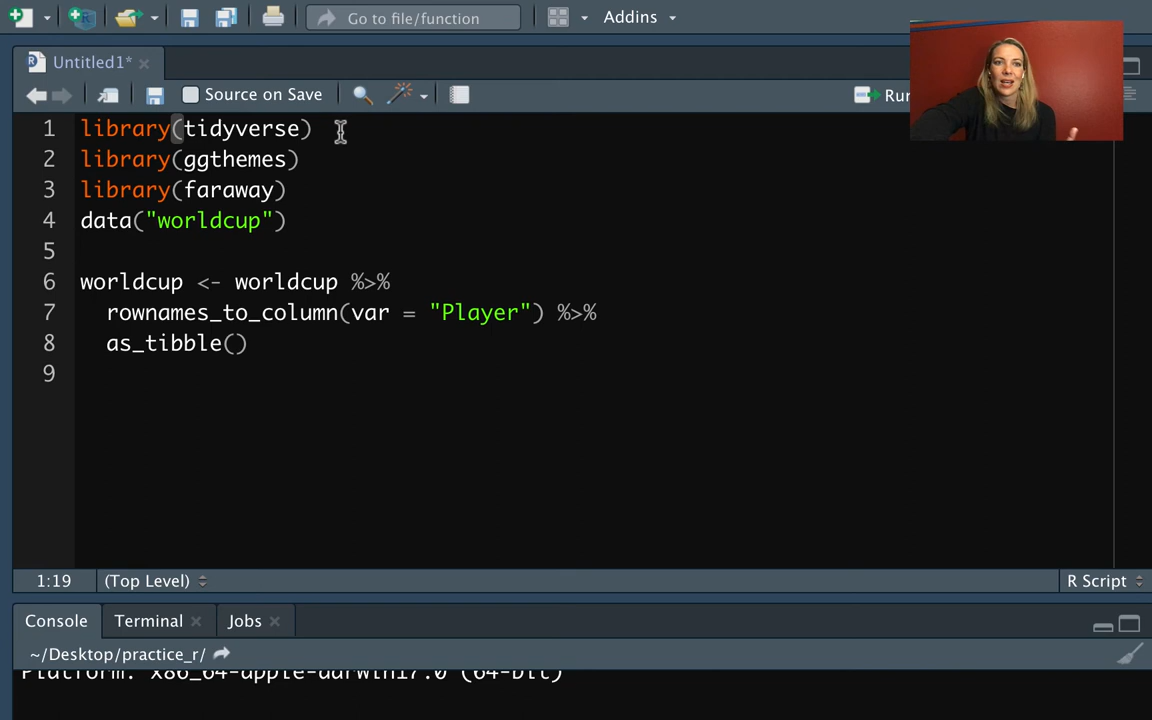 Go to file/function
Addins
Untitled1*
Source on Save
Run
1 library(tidyverse)
2 library(ggthemes)
3 library(faraway)
4 data("worldcup")
5
6 worldcup <- worldcup %>%
7 rownames_to_column(var = "Player") %>%
8 as_tibble()
9
1:19 (Top Level) R Script
Console Terminal Jobs
~/Desktop/practice_r/
Platform: x86_64-apple-darwin17.0 (64-bit)